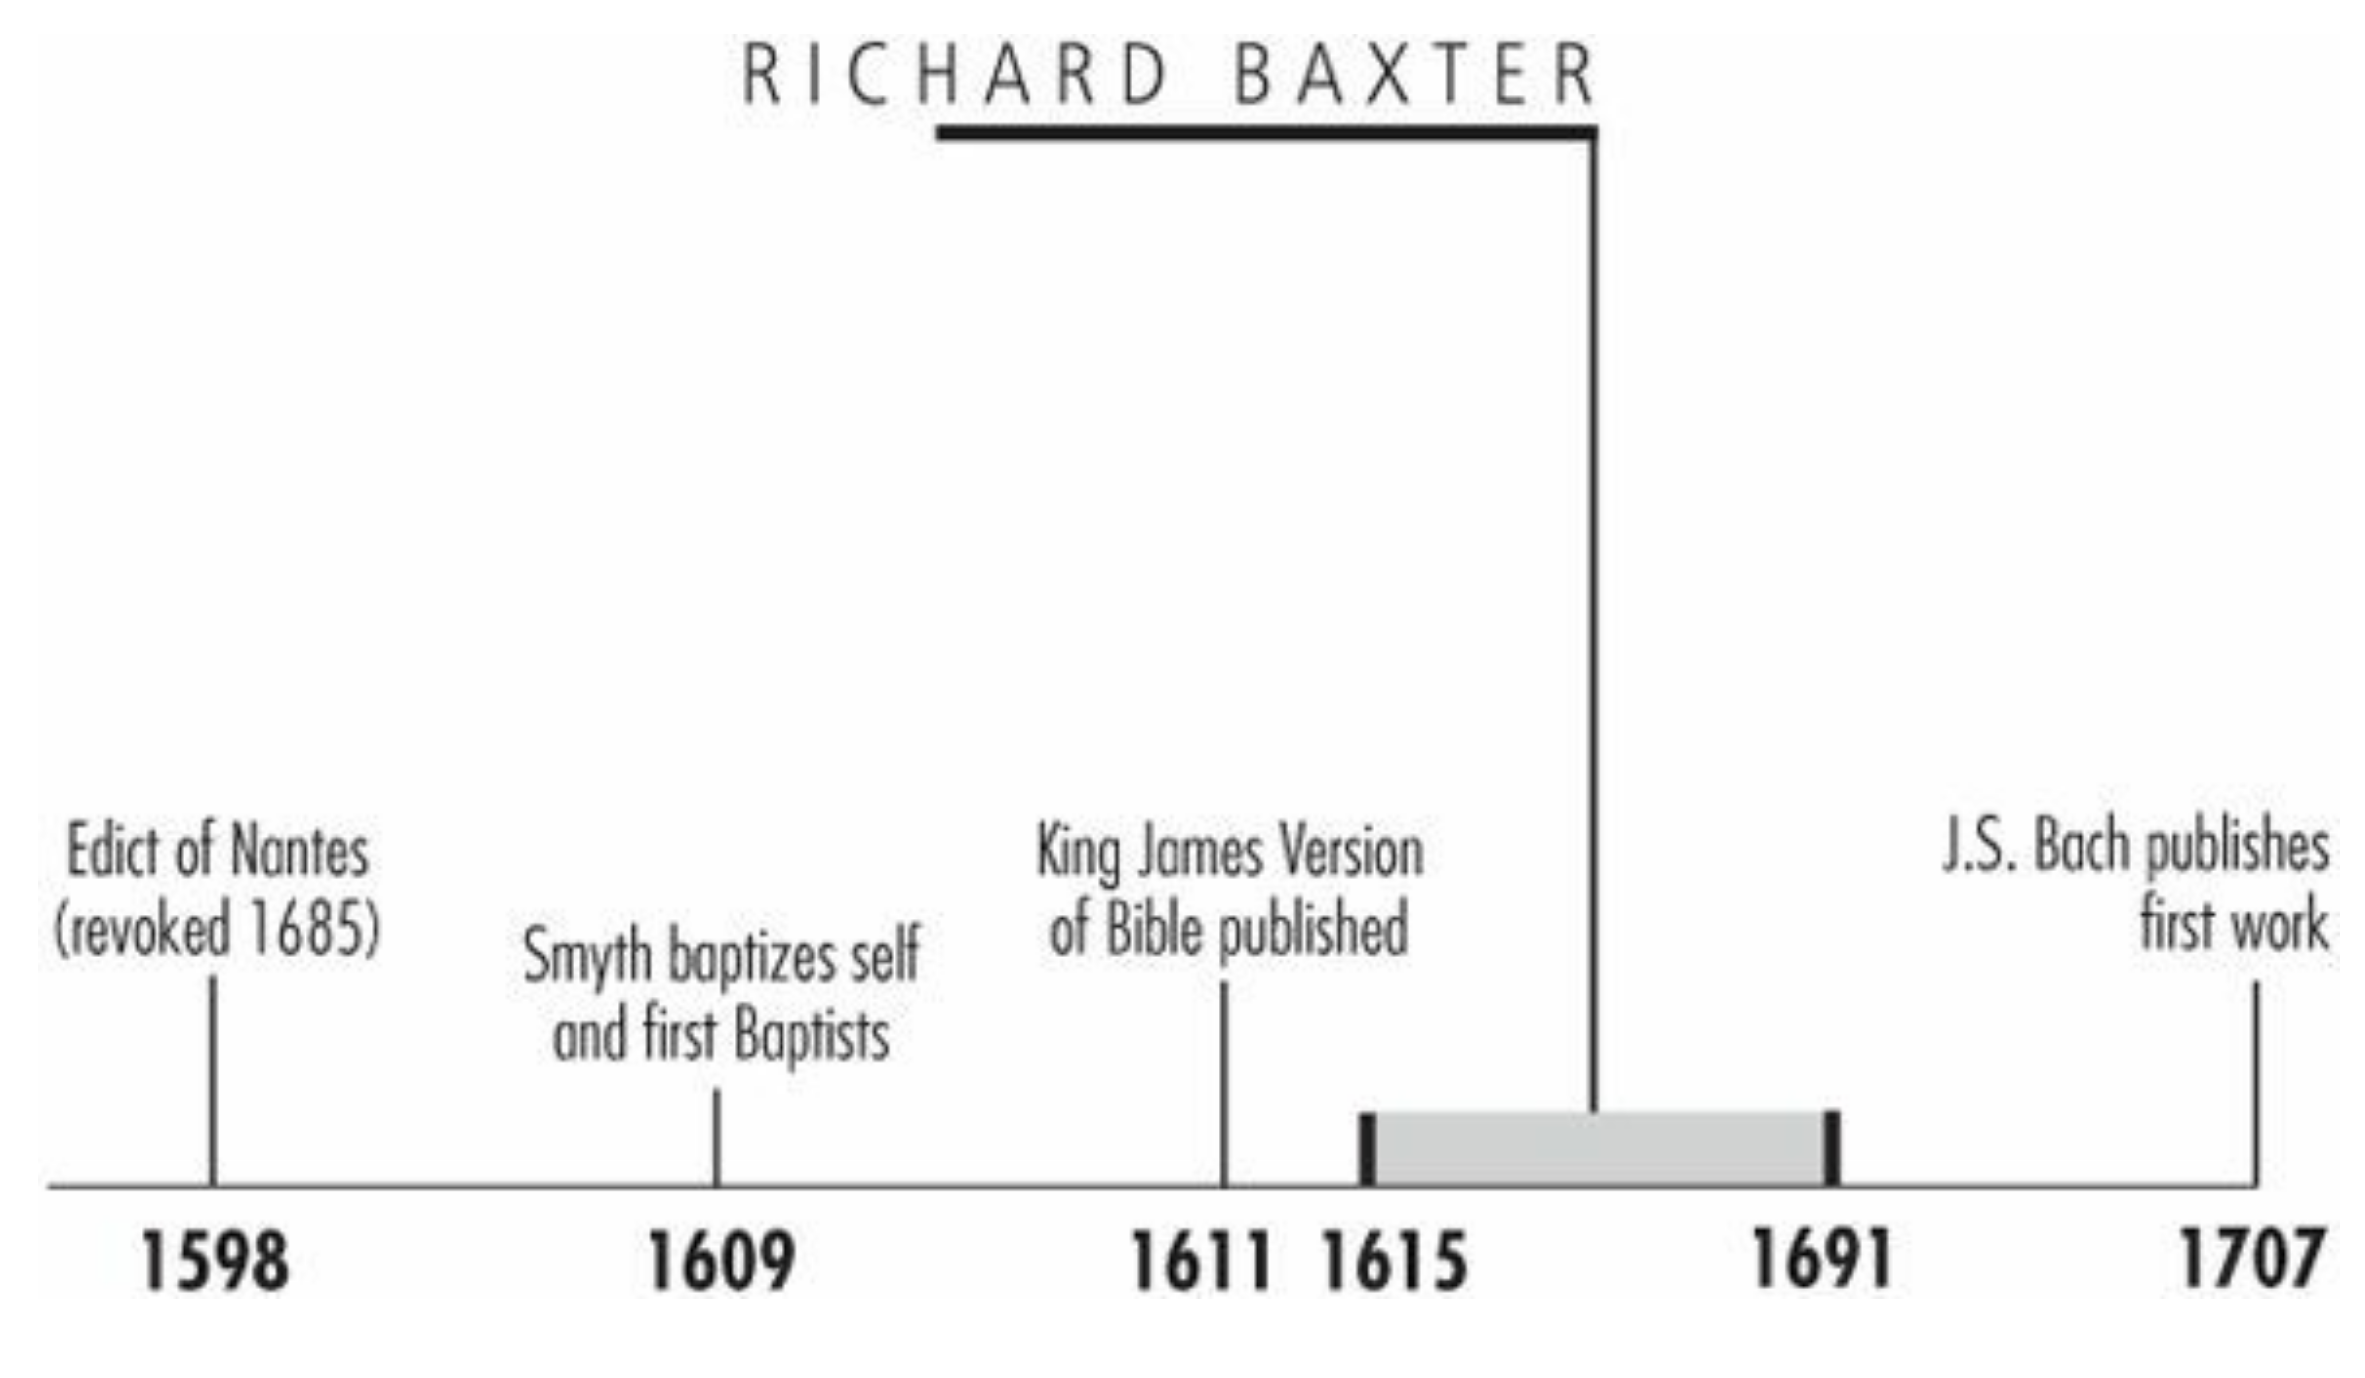 RICHARD BAXTER
Edict of Nantes
(revoked 1685)
Smyth baptizes self
and first Baptists
King James Version
of Bible published
J.S. Bach publishes
first work
1598 1609 1611 1615 1691 1707